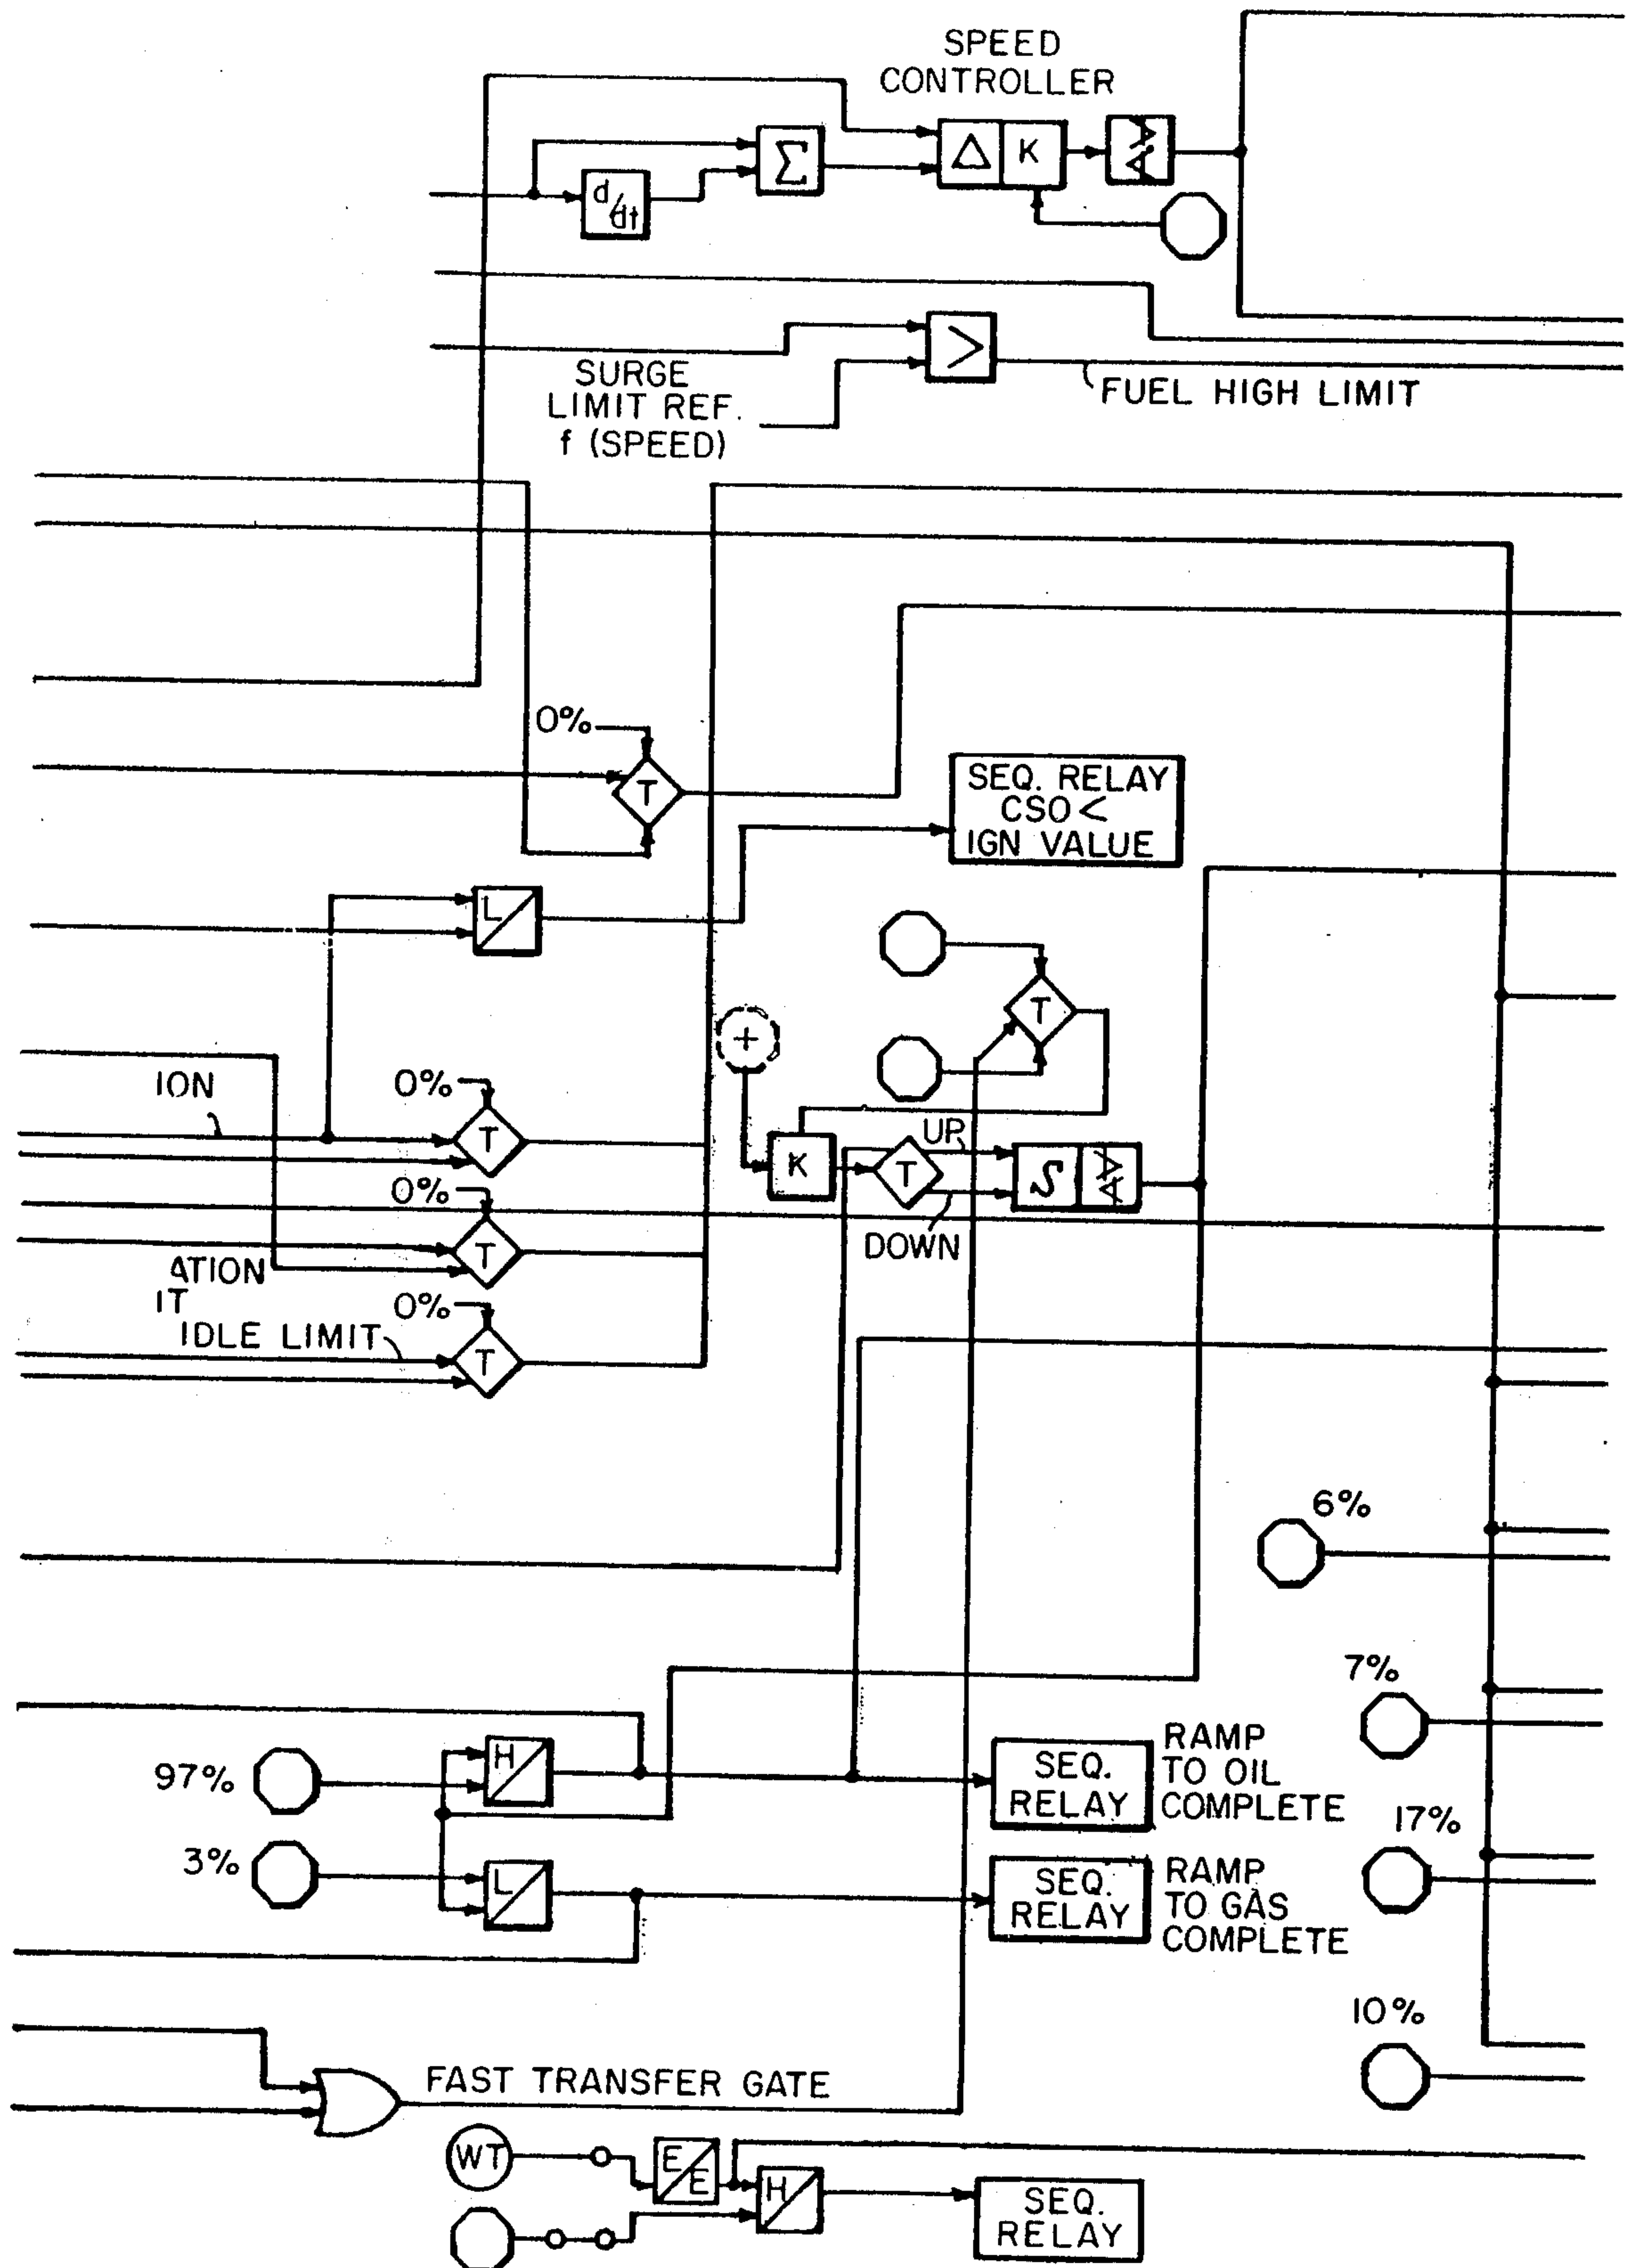 SPEED
CONTROLLER
Σ
Δ K
d/dt
>
SURGE
LIMIT REF.
f (SPEED)
FUEL HIGH LIMIT
0%
T
SEQ. RELAY
CSO <
IGN VALUE
L
T
+
ION
0%
T
K
UP
T
∫
DOWN
0%
T
ATION
IT
IDLE LIMIT
0%
T
6%
7%
97%
H
SEQ.
RELAY
RAMP
TO OIL
COMPLETE
17%
3%
L
SEQ.
RELAY
RAMP
TO GAS
COMPLETE
10%
FAST TRANSFER GATE
WT
E/E
H
SEQ.
RELAY